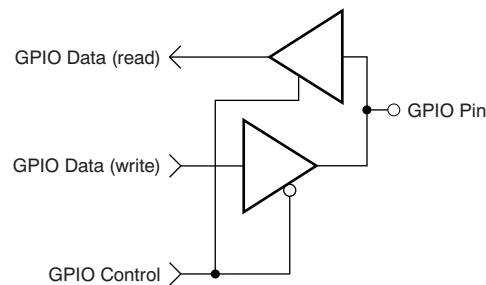 GPIO Data (read)
GPIO Pin
GPIO Data (write)
GPIO Control